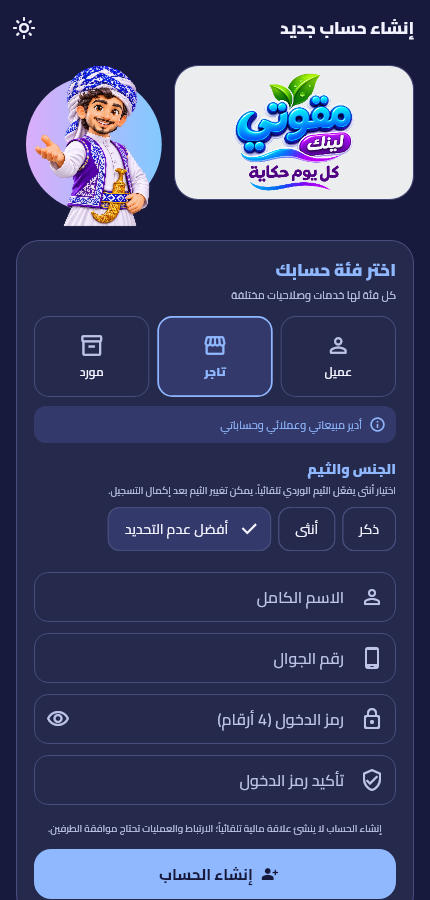 إنشاء حساب جديد
مقوتي
لينك
كل يوم حكاية
اختر فئة حسابك
كل فئة لها خدمات وصلاحيات مختلفة
عميل
تاجر
مورد
أدير مبيعاتي وعملائي وحساباتي
الجنس والثيم
اختيار أنثى يفعّل الثيم الوردي تلقائياً. يمكن تغيير الثيم بعد إكمال التسجيل.
ذكر
أنثى
أفضل عدم التحديد
الاسم الكامل
رقم الجوال
رمز الدخول (4 أرقام)
تأكيد رمز الدخول
إنشاء الحساب لا ينشئ علاقة مالية تلقائياً؛ الارتباط والعمليات تحتاج موافقة الطرفين.
إنشاء الحساب